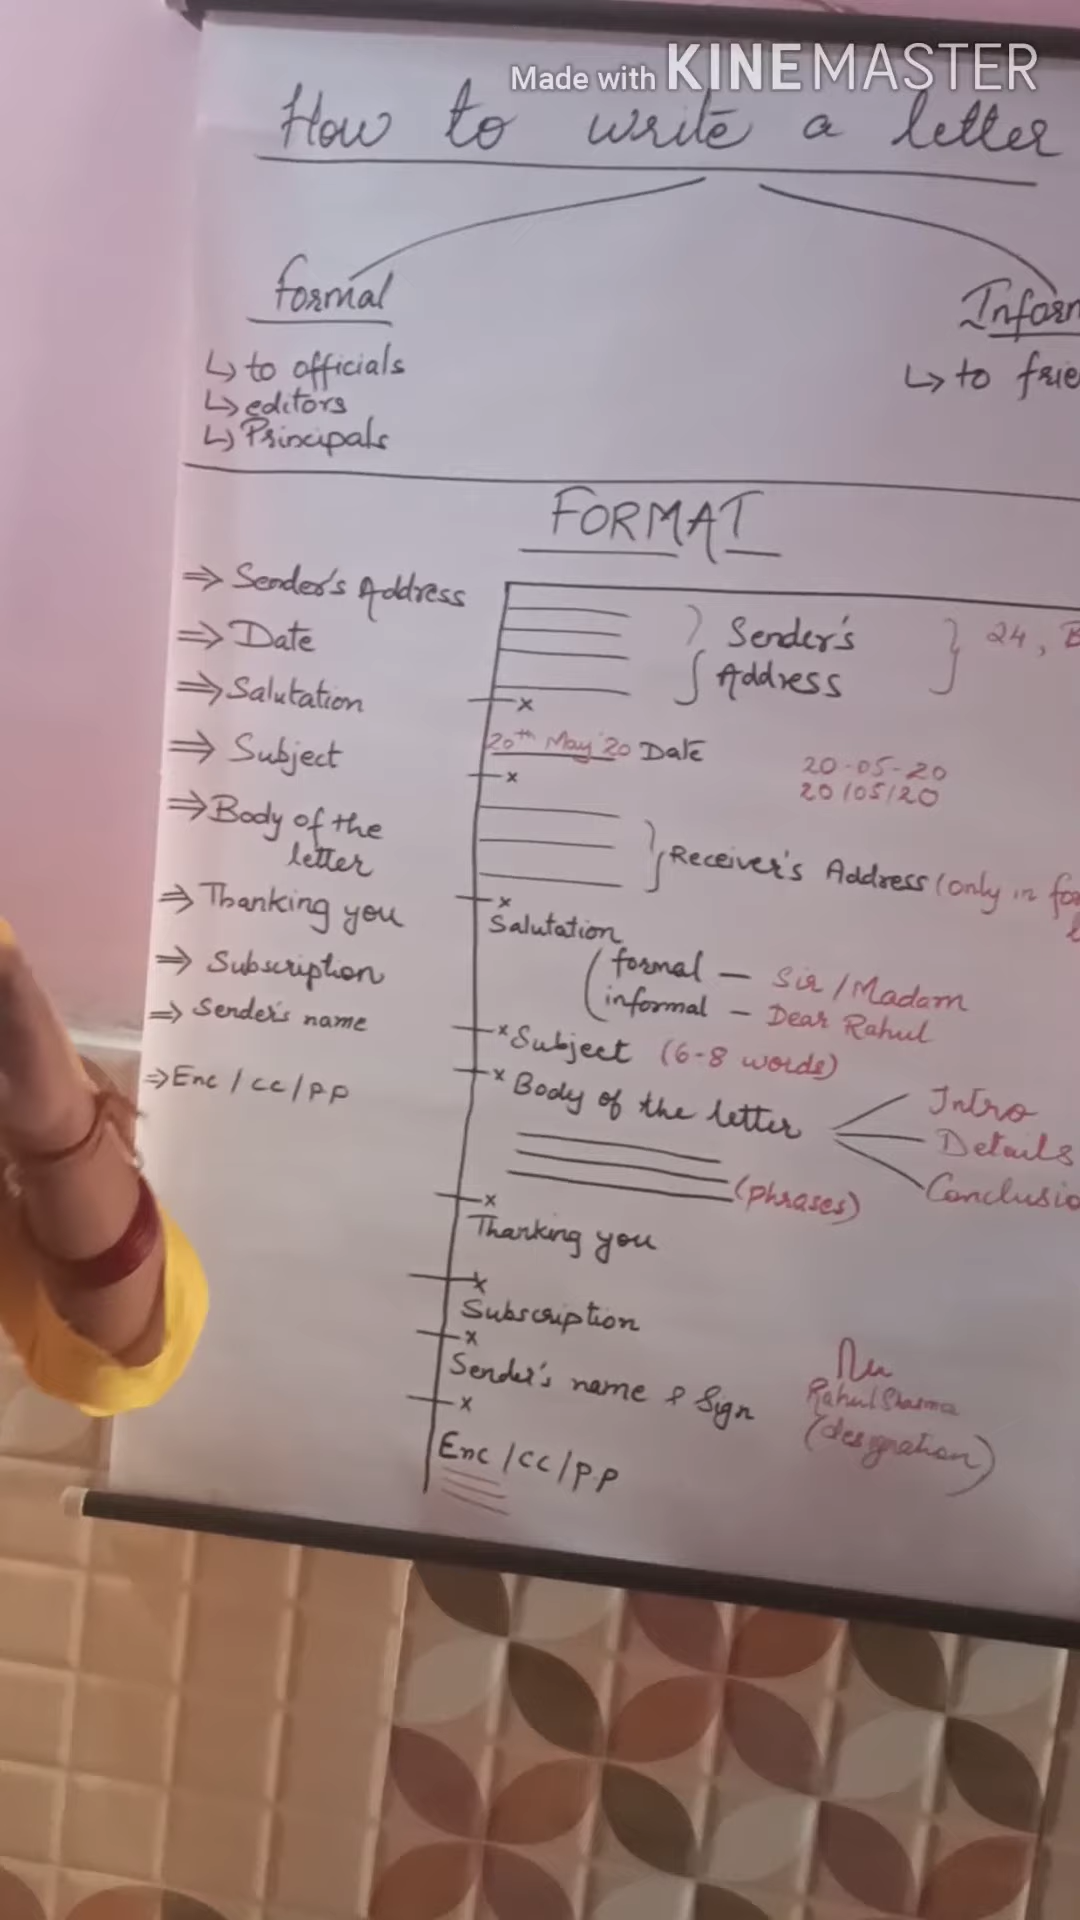 Made with KINEMASTER
How to write a letter
Formal
↳ to officials
↳ editors
↳ Principals
↳ to
FORMAT
⇒ Sender's Address
⇒ Date
⇒ Salutation
⇒ Subject
⇒ Body of the
letter
⇒ Thanking you
⇒ Subscription
⇒ Sender's name
⇒ Enc / cc / p p
Sender's
Address
24,
20th May '20 Date
20-05-20
20/05/20
Receiver's Address (only in
Salutation
formal — Sir / Madam
informal — Dear Rahul
Subject (6-8 words)
Body of the letter
Intro
Details
(phrases)
Thanking you
Subscription
Sender's name & Sign
Rahul Sharma
(designation)
Enc / cc / p p